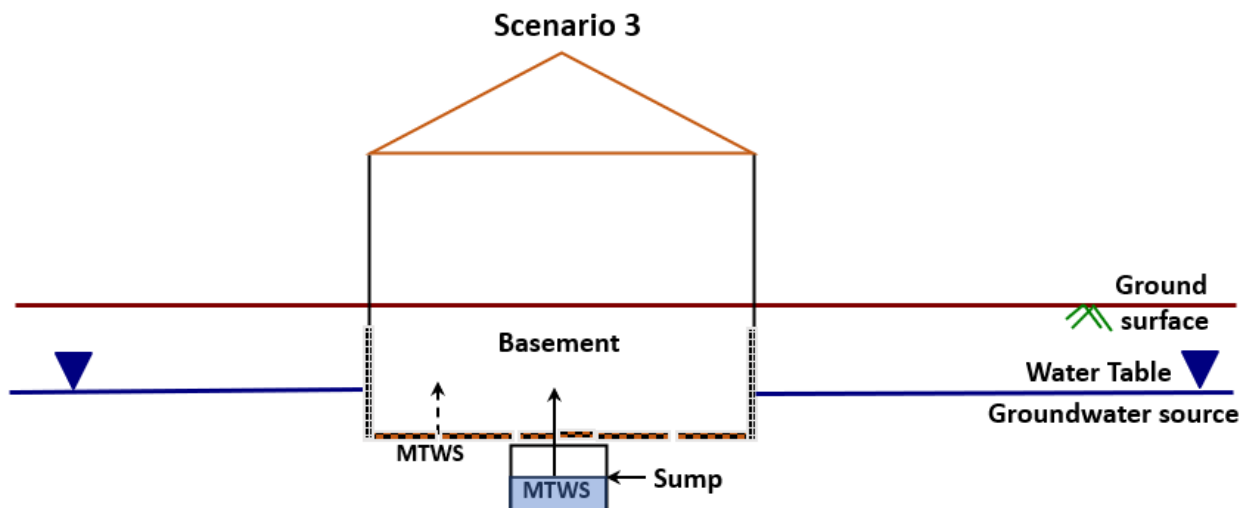 Scenario 3
Ground
surface
Basement
Water Table
Groundwater source
MTWS
MTWS
Sump